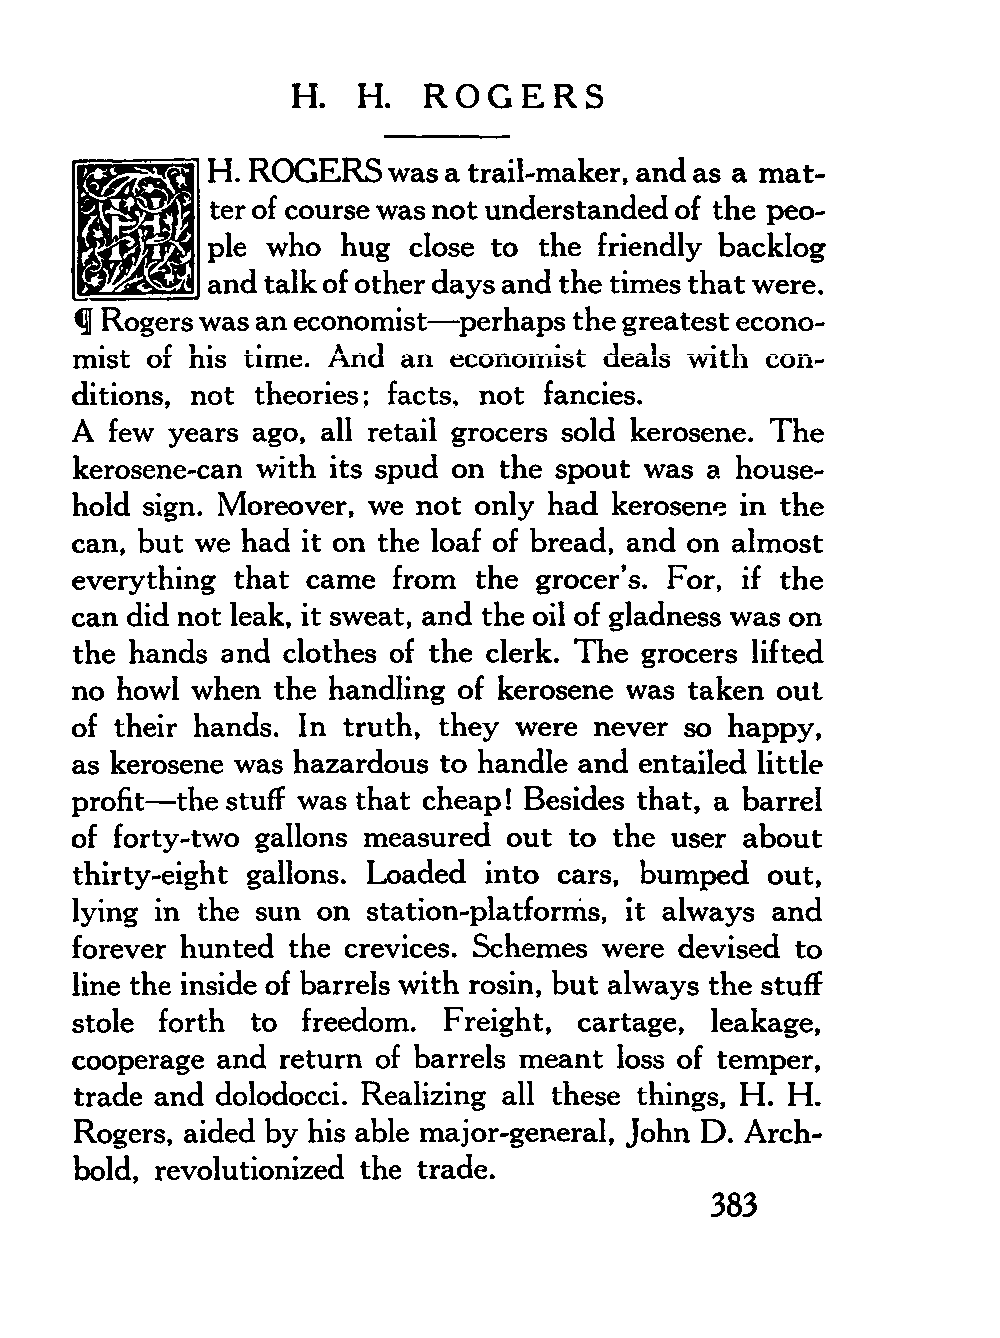 H. H. ROGERS
H. H. ROGERS was a trail-maker, and as a mat-
ter of course was not understanded of the peo-
ple who hug close to the friendly backlog
and talk of other days and the times that were.
¶ Rogers was an economist—perhaps the greatest econo-
mist of his time. And an economist deals with con-
ditions, not theories; facts, not fancies.
A few years ago, all retail grocers sold kerosene. The
kerosene-can with its spud on the spout was a house-
hold sign. Moreover, we not only had kerosene in the
can, but we had it on the loaf of bread, and on almost
everything that came from the grocer's. For, if the
can did not leak, it sweat, and the oil of gladness was on
the hands and clothes of the clerk. The grocers lifted
no howl when the handling of kerosene was taken out
of their hands. In truth, they were never so happy,
as kerosene was hazardous to handle and entailed little
profit—the stuff was that cheap! Besides that, a barrel
of forty-two gallons measured out to the user about
thirty-eight gallons. Loaded into cars, bumped out,
lying in the sun on station-platforms, it always and
forever hunted the crevices. Schemes were devised to
line the inside of barrels with rosin, but always the stuff
stole forth to freedom. Freight, cartage, leakage,
cooperage and return of barrels meant loss of temper,
trade and dolodocci. Realizing all these things, H. H.
Rogers, aided by his able major-general, John D. Arch-
bold, revolutionized the trade.
383